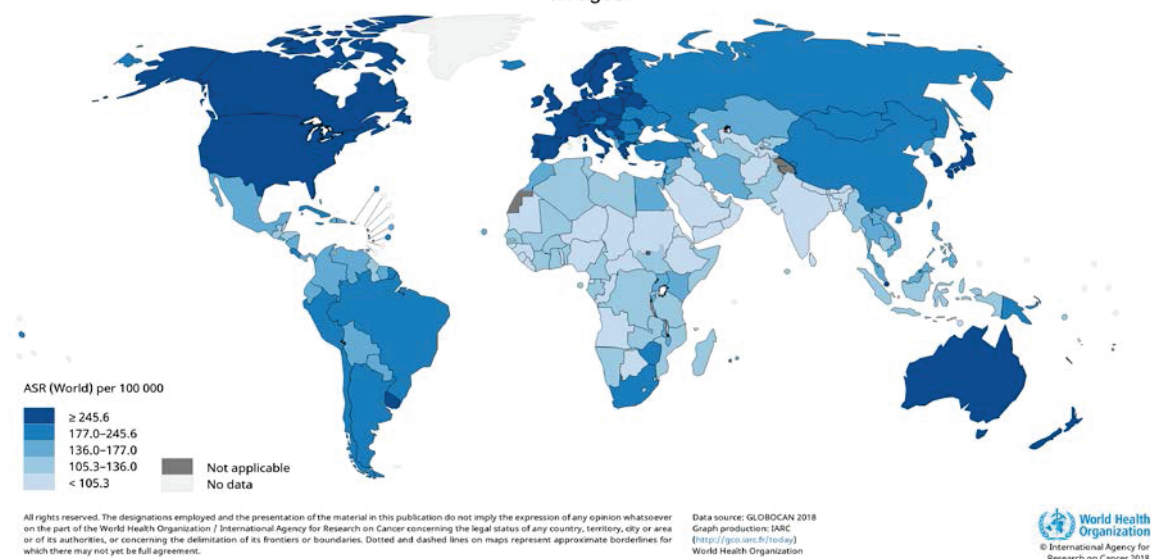 ASR (World) per 100 000
≥ 245.6
177.0–245.6
136.0–177.0
105.3–136.0
< 105.3
Not applicable
No data
All rights reserved. The designations employed and the presentation of the material in this publication do not imply the expression of any opinion whatsoever
on the part of the World Health Organization / International Agency for Research on Cancer concerning the legal status of any country, territory, city or area
or of its authorities, or concerning the delimitation of its frontiers or boundaries. Dotted and dashed lines on maps represent approximate borderlines for
which there may not yet be full agreement.
Data source: GLOBOCAN 2018
Graph production: IARC
(http://gco.iarc.fr/today)
World Health Organization
World Health
Organization
© International Agency for
Research on Cancer 2018